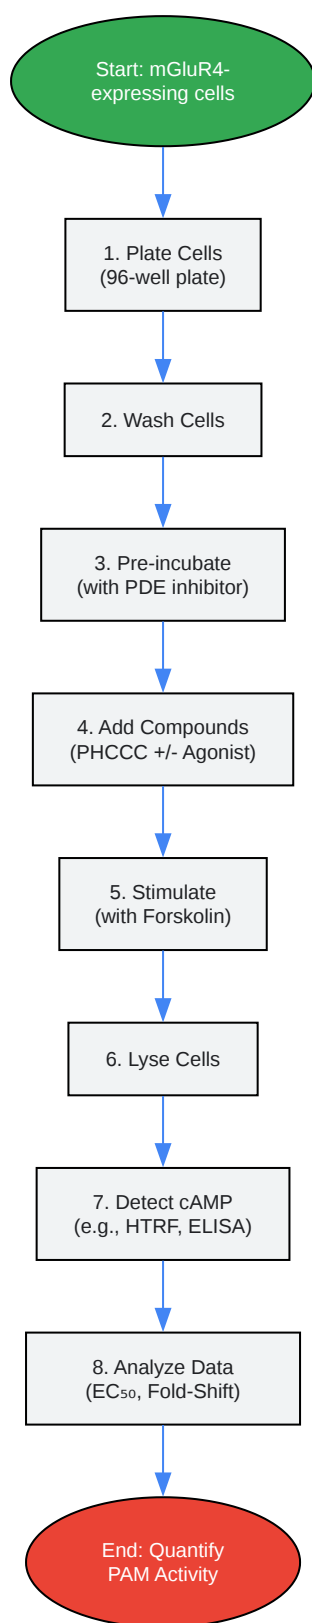 Start: mGluR4-
expressing cells
1. Plate Cells
(96-well plate)
2. Wash Cells
3. Pre-incubate
(with PDE inhibitor)
4. Add Compounds
(PHCCC +/- Agonist)
5. Stimulate
(with Forskolin)
6. Lyse Cells
7. Detect cAMP
(e.g., HTRF, ELISA)
8. Analyze Data
(EC₅₀, Fold-Shift)
End: Quantify
PAM Activity